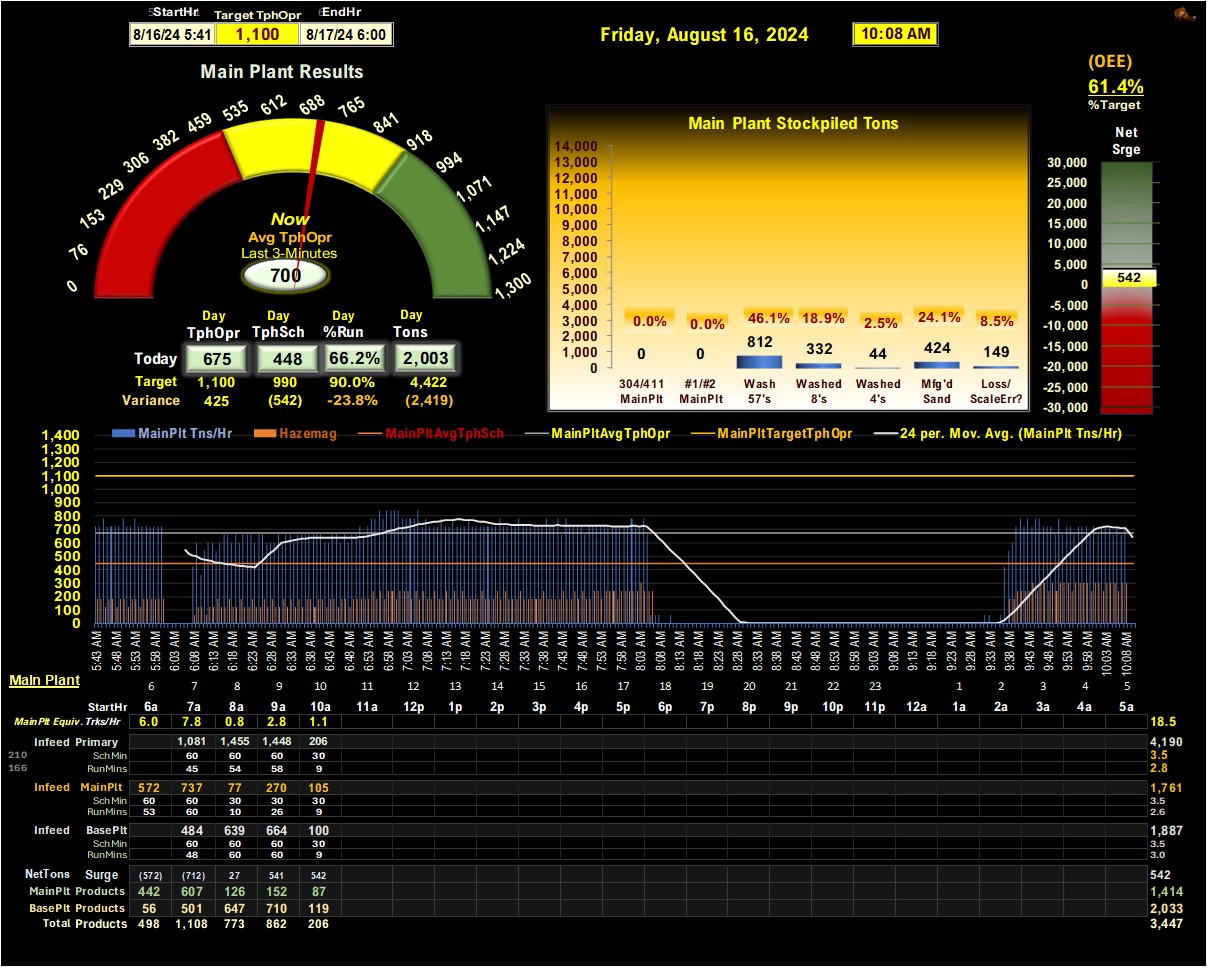 StartHr Target TphOpr EndHr
8/16/24 5:41 1,100 8/17/24 6:00
Friday, August 16, 2024 10:08 AM
(OEE)
61.4%
%Target
Main Plant Results
0 76 153 229 306 382 459 535 612 688 765 841 918 994 1,071 1,147 1,224 1,300
Now
Avg TphOpr
Last 3-Minutes
700
Day Day Day Day
TphOpr TphSch %Run Tons
Today 675 448 66.2% 2,003
Target 1,100 990 90.0% 4,422
Variance 425 (542) -23.8% (2,419)
Main Plant Stockpiled Tons
14,000
13,000
12,000
11,000
10,000
9,000
8,000
7,000
6,000
5,000
4,000
3,000
2,000
1,000
0
0.0% 0.0% 46.1% 18.9% 2.5% 24.1% 8.5%
0 0 812 332 44 424 149
304/411 #1/#2 Wash Washed Washed Mfg'd Loss/
MainPlt MainPlt 57's 8's 4's Sand ScaleErr?
Net
Srge
30,000
25,000
20,000
15,000
10,000
5,000
0
-5,000
-10,000
-15,000
-20,000
-25,000
-30,000
542
MainPlt Tns/Hr Hazemag MainPltAvgTphSch MainPltAvgTphOpr MainPltTargetTphOpr 24 per. Mov. Avg. (MainPlt Tns/Hr)
1,400
1,300
1,200
1,100
1,000
900
800
700
600
500
400
300
200
100
0
5:43 AM 5:48 AM 5:53 AM 5:58 AM 6:03 AM 6:08 AM 6:13 AM 6:18 AM 6:23 AM 6:28 AM 6:33 AM 6:38 AM 6:43 AM 6:48 AM 6:53 AM 6:58 AM 7:03 AM 7:08 AM 7:13 AM 7:18 AM 7:23 AM 7:28 AM 7:33 AM 7:38 AM 7:43 AM 7:48 AM 7:53 AM 7:58 AM 8:03 AM 8:08 AM 8:13 AM 8:18 AM 8:23 AM 8:28 AM 8:33 AM 8:38 AM 8:43 AM 8:48 AM 8:53 AM 8:58 AM 9:03 AM 9:08 AM 9:13 AM 9:18 AM 9:23 AM 9:28 AM 9:33 AM 9:38 AM 9:43 AM 9:48 AM 9:53 AM 9:58 AM 10:03 AM 10:08 AM
Main Plant
6 7 8 9 10 11 12 13 14 15 16 17 18 19 20 21 22 23 1 2 3 4 5
StartHr 6a 7a 8a 9a 10a 11a 12p 1p 2p 3p 4p 5p 6p 7p 8p 9p 10p 11p 12a 1a 2a 3a 4a 5a
MainPlt Equiv. Trks/Hr 6.0 7.8 0.8 2.8 1.1 18.5
Infeed Primary 1,081 1,455 1,448 206 4,190
210 SchMin 60 60 60 30 3.5
166 RunMins 45 54 58 9 2.8
Infeed MainPlt 572 737 77 270 105 1,761
SchMin 60 60 30 30 30 3.5
RunMins 53 60 10 26 9 2.6
Infeed BasePlt 484 639 664 100 1,887
SchMin 60 60 60 30 3.5
RunMins 48 60 60 9 3.0
NetTons Surge (572) (712) 27 541 542 542
MainPlt Products 442 607 126 152 87 1,414
BasePlt Products 56 501 647 710 119 2,033
Total Products 498 1,108 773 862 206 3,447